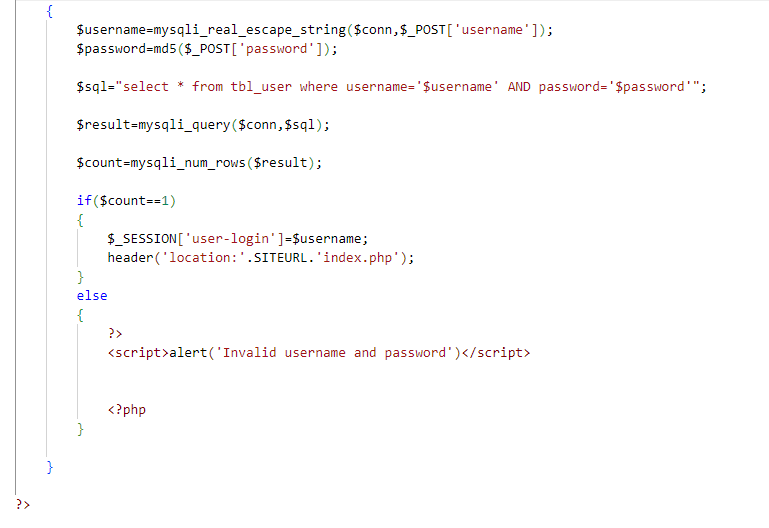 {
$username=mysqli_real_escape_string($conn,$_POST['username']);
$password=md5($_POST['password']);
$sql="select * from tbl_user where username='$username' AND password='$password'";
$result=mysqli_query($conn,$sql);
$count=mysqli_num_rows($result);
if($count==1)
{
$_SESSION['user-login']=$username;
header('location:'.SITEURL.'index.php');
}
else
{
?>
<script>alert('Invalid username and password')</script>
<?php
}
}
?>